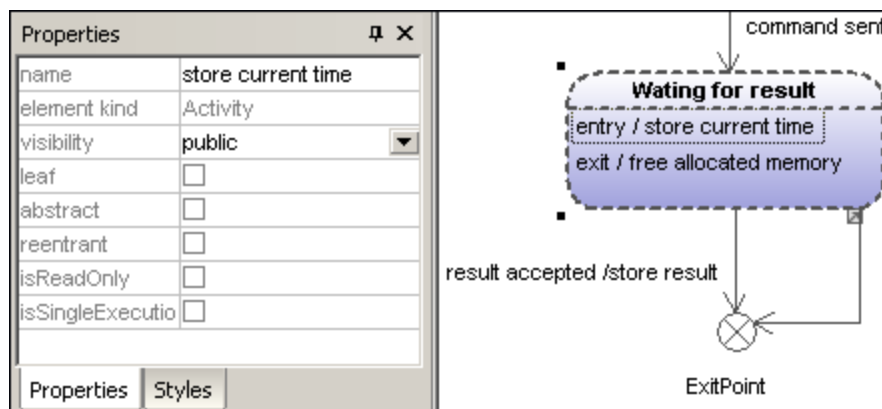 Properties
name store current time
element kind Activity
visibility public
leaf
abstract
reentrant
isReadOnly
isSingleExecutio
Properties Styles
command sent
Wating for result
entry / store current time
exit / free allocated memory
result accepted /store result
ExitPoint